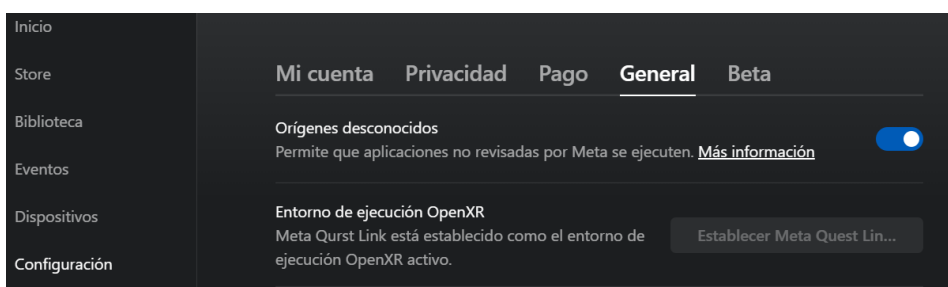 Inicio
Store
Biblioteca
Eventos
Dispositivos
Configuración
Mi cuenta Privacidad Pago General Beta
Orígenes desconocidos
Permite que aplicaciones no revisadas por Meta se ejecuten. Más información
Entorno de ejecución OpenXR
Meta Qurst Link está establecido como el entorno de
ejecución OpenXR activo.
Establecer Meta Quest Lin...